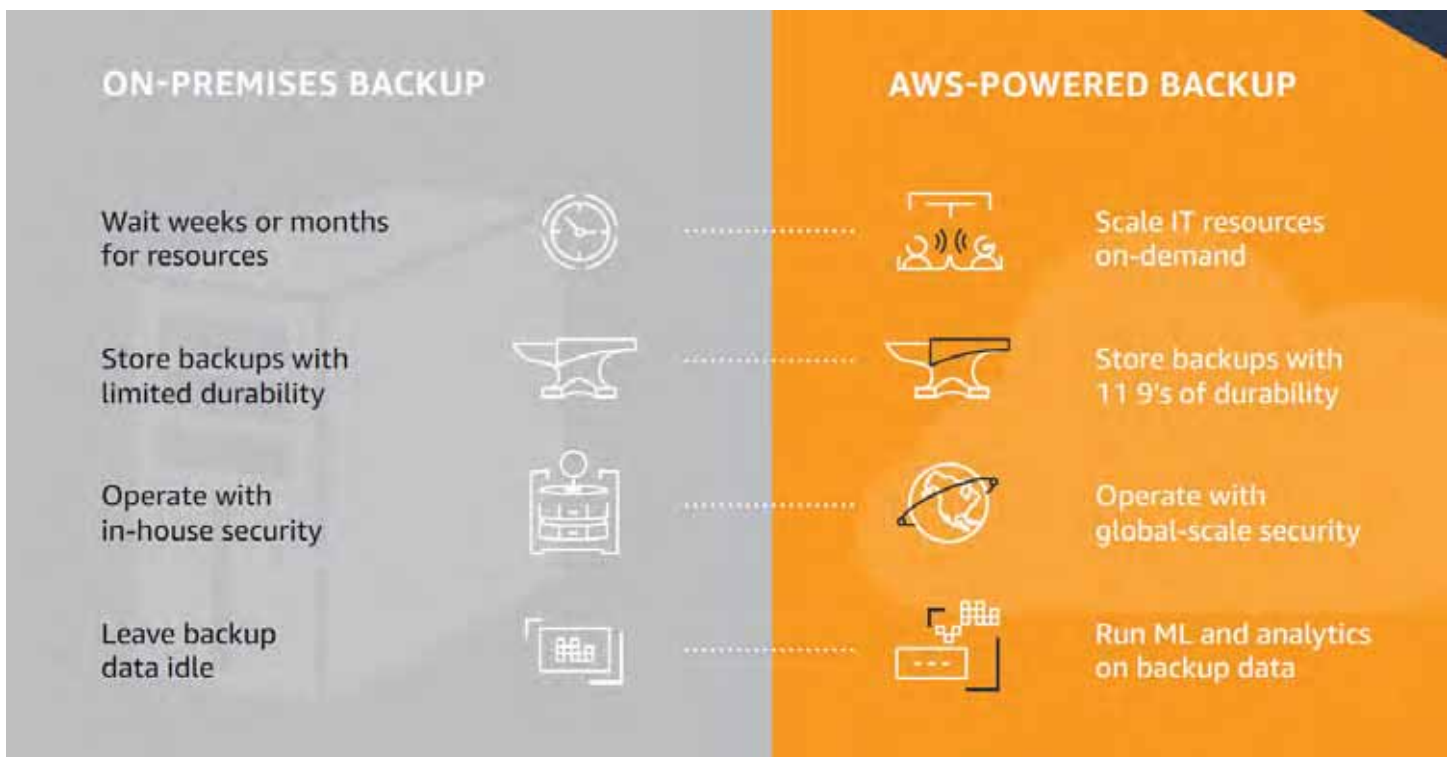 ON-PREMISES BACKUP
AWS-POWERED BACKUP
Wait weeks or months
for resources
Scale IT resources
on-demand
Store backups with
limited durability
Store backups with
11 9's of durability
Operate with
in-house security
Operate with
global-scale security
Leave backup
data idle
Run ML and analytics
on backup data